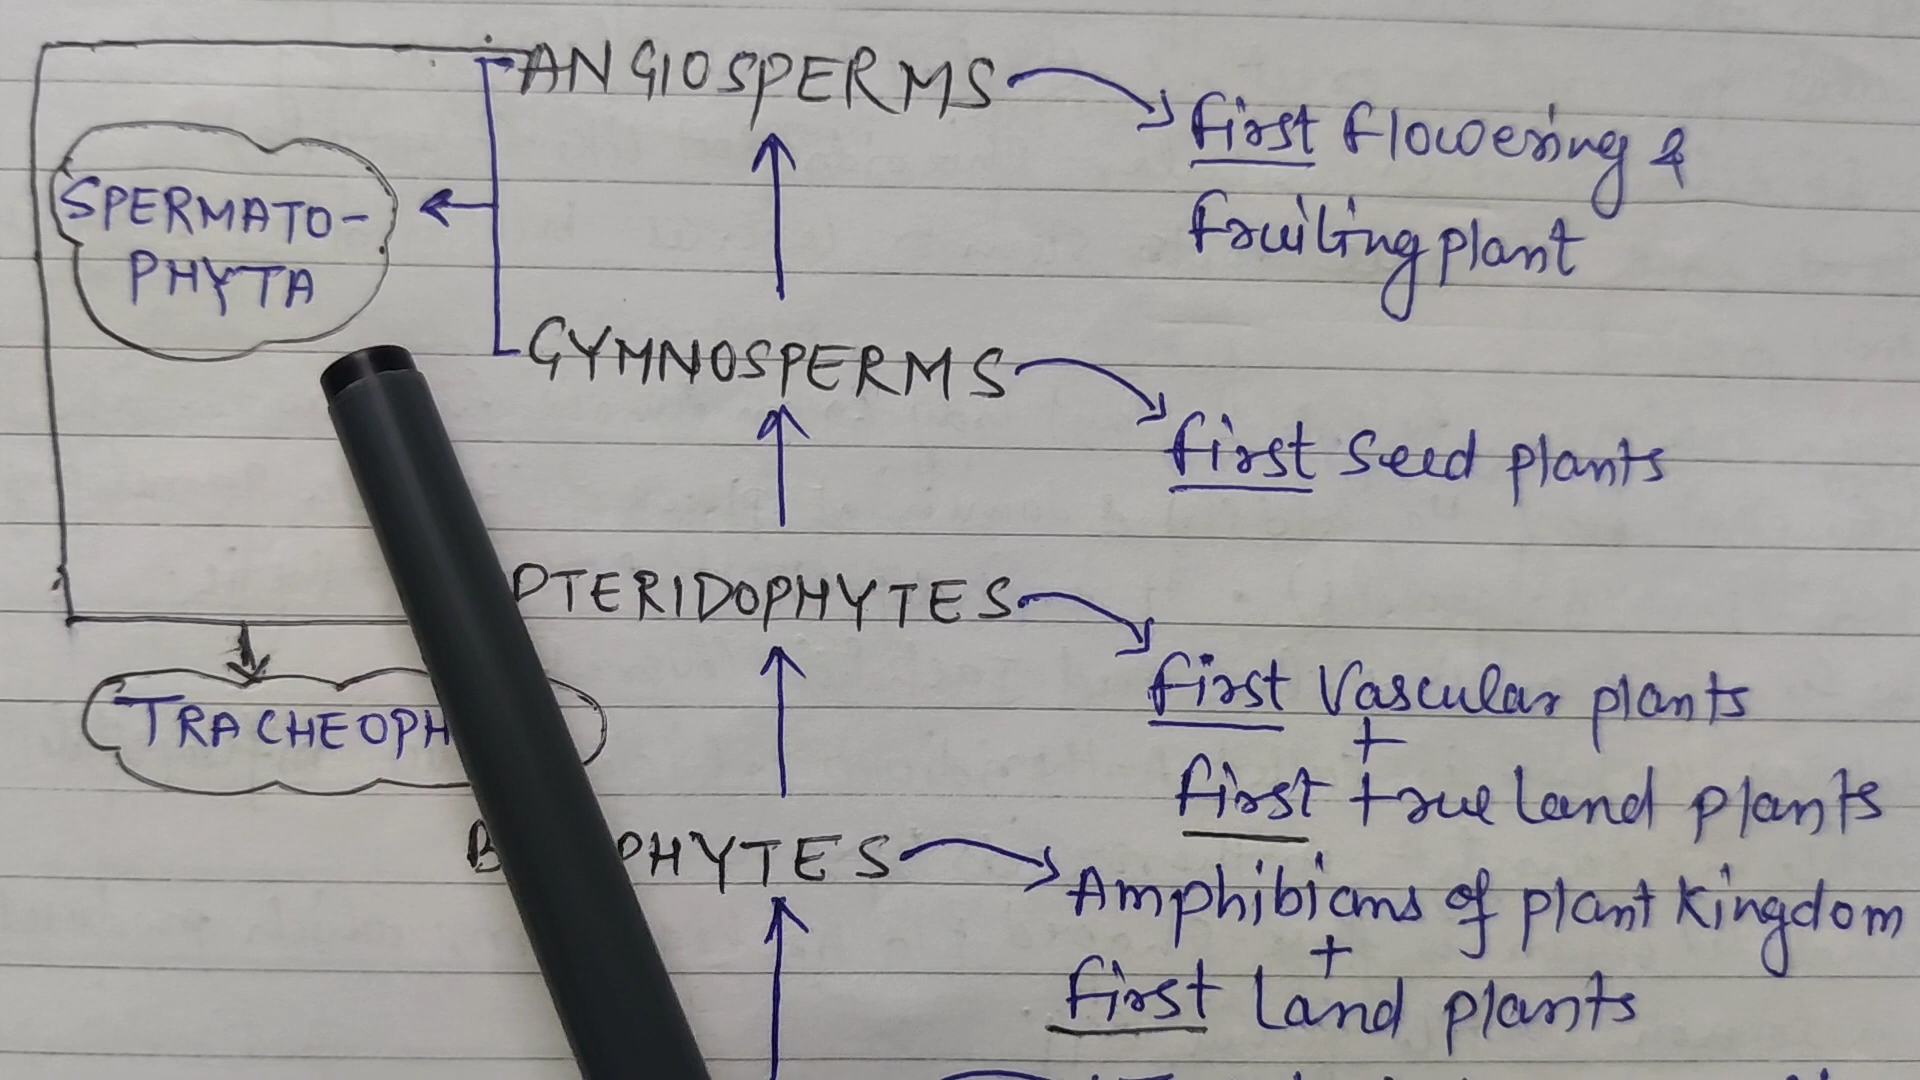 ANGIOSPERMS
first flowering &
fruiting plant
SPERMATO-
PHYTA
GYMNOSPERMS
first Seed plants
PTERIDOPHYTES
first Vascular plants
+
first true land plants
TRACHEOPH
B PHYTES
Amphibians of plant kingdom
+
first Land plants